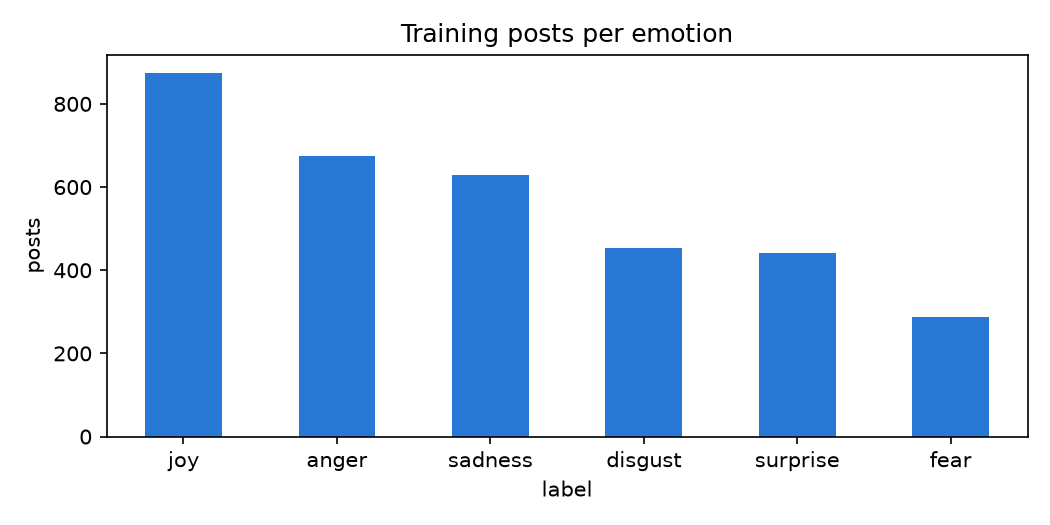 Training posts per emotion
posts
800
600
400
200
0
joy anger sadness disgust surprise fear
label